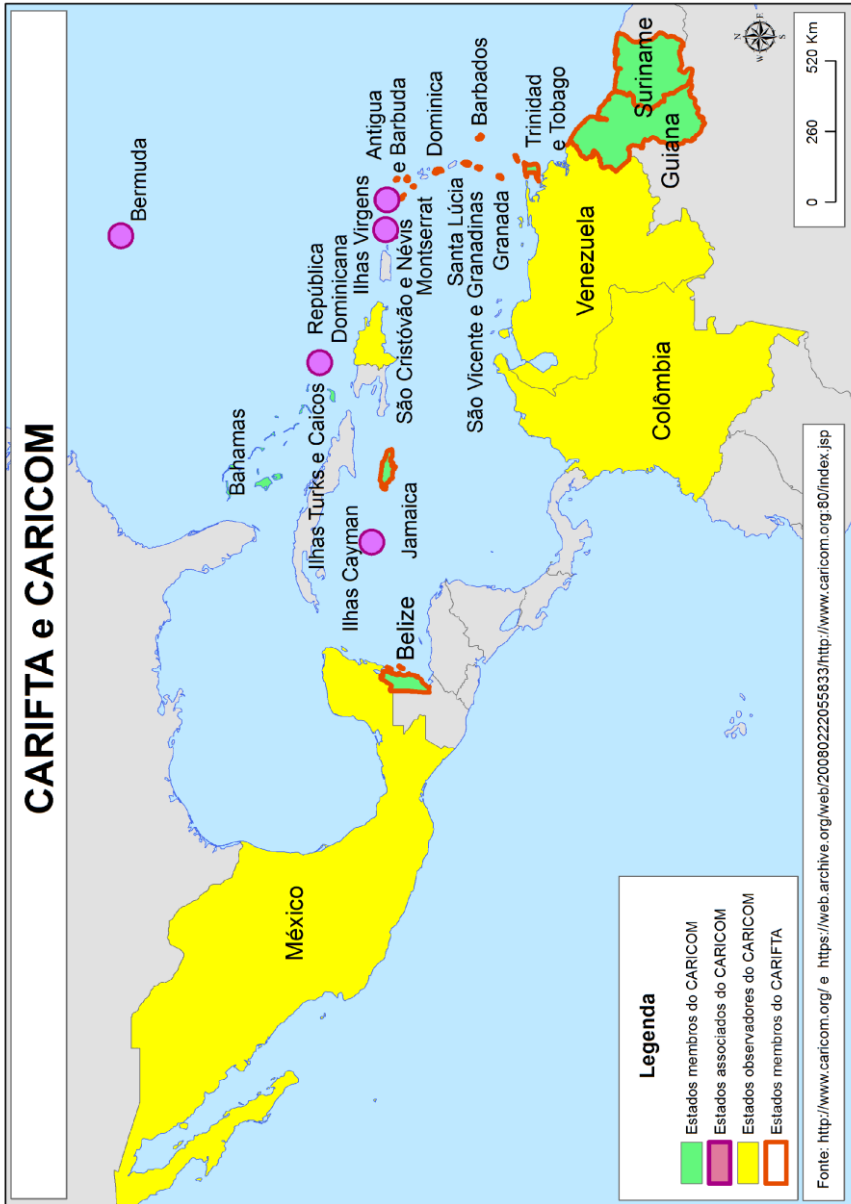 CARIFTA e CARICOM
Bermuda
Bahamas
República
Dominicana
Ilhas Turks e Caicos
Ilhas Virgens
Antigua
e Barbuda
São Cristóvão e Névis
Montserrat
Dominica
Ilhas Cayman
Jamaica
Belize
Santa Lúcia
Barbados
São Vicente e Granadinas
Granada
Trinidad
e Tobago
México
Venezuela
Colômbia
Guiana
Suriname
Legenda
Estados membros do CARICOM
Estados associados do CARICOM
Estados observadores do CARICOM
Estados membros do CARIFTA
N
W
E
S
0 260 520 Km
Fonte: http://www.caricom.org/ e https://web.archive.org/web/20080222055833/http://www.caricom.org:80/index.jsp